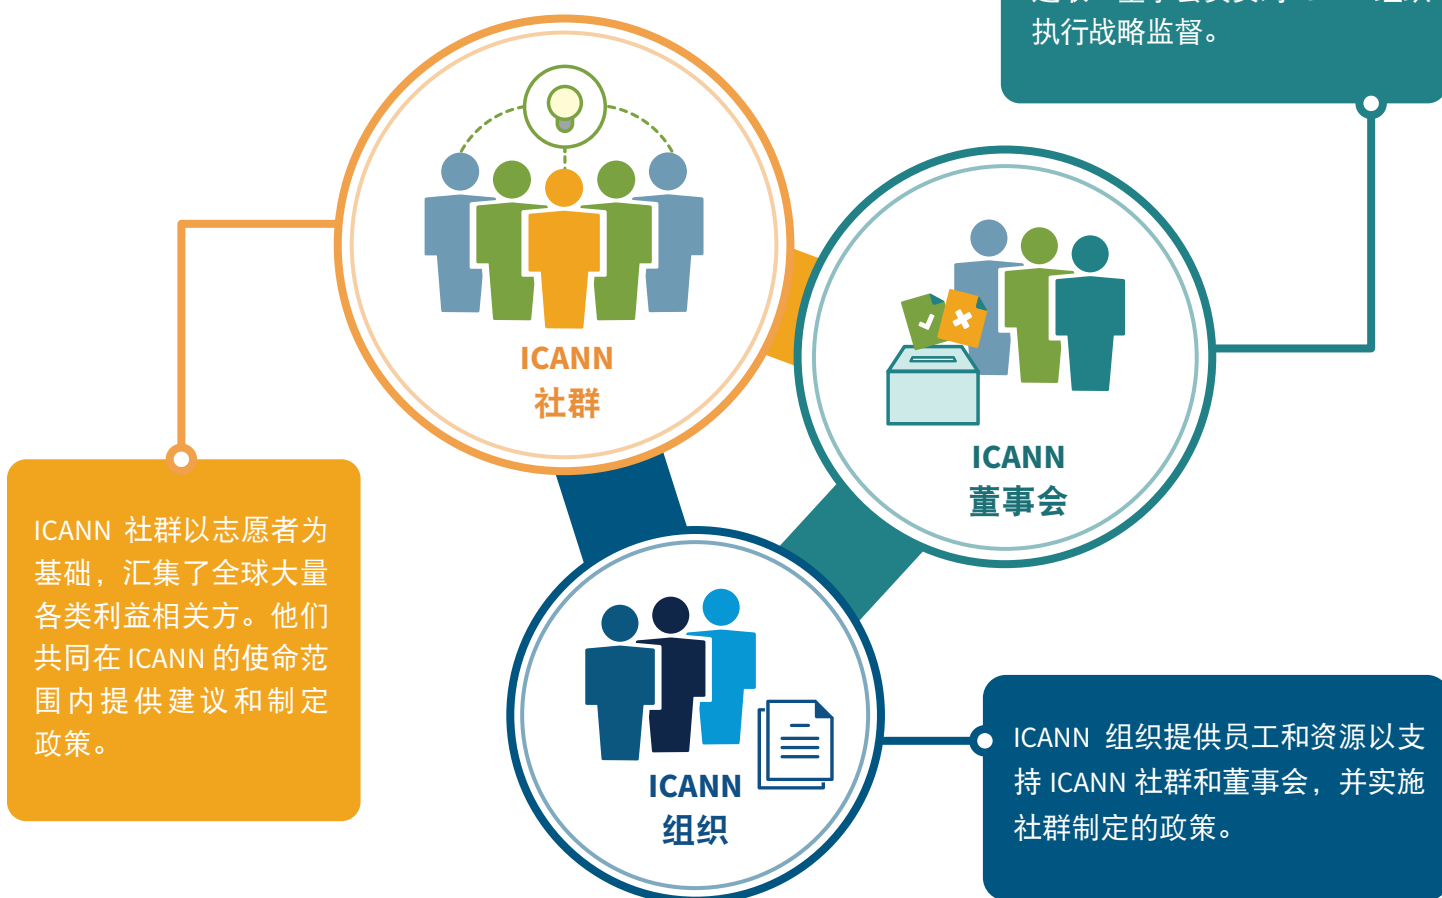 执行战略监督。
ICANN
社群
ICANN
董事会
ICANN 社群以志愿者为
基础，汇集了全球大量
各类利益相关方。他们
共同在 ICANN 的使命范
围内提供建议和制定
政策。
ICANN
组织
ICANN 组织提供员工和资源以支
持 ICANN 社群和董事会，并实施
社群制定的政策。